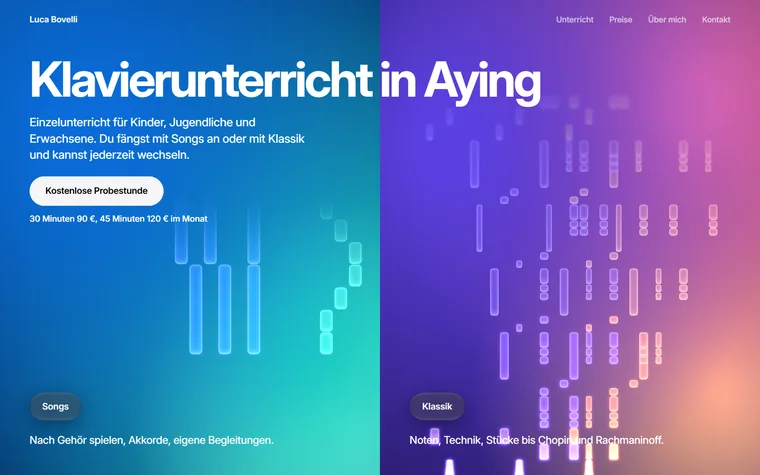 Luca Bovelli
Unterricht Preise Über mich Kontakt
Klavierunterricht in Aying
Einzelunterricht für Kinder, Jugendliche und
Erwachsene. Du fängst mit Songs an oder mit Klassik
und kannst jederzeit wechseln.
Kostenlose Probestunde
30 Minuten 90 €, 45 Minuten 120 € im Monat
Songs
Nach Gehör spielen, Akkorde, eigene Begleitungen.
Klassik
Noten, Technik, Stücke bis Chopin und Rachmaninoff.